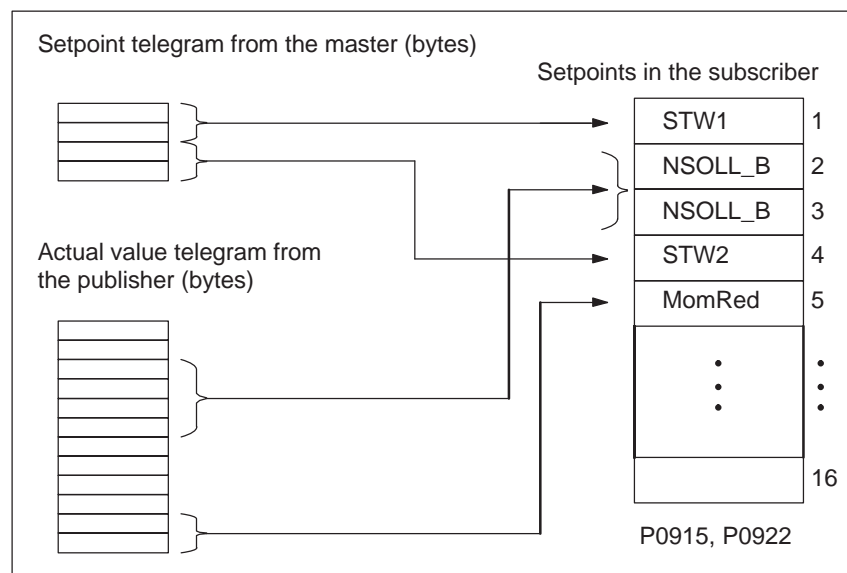 Setpoint telegram from the master (bytes)
Setpoints in the subscriber
STW1 1
NSOLL_B 2
NSOLL_B 3
Actual value telegram from
the publisher (bytes)
STW2 4
MomRed 5
16
P0915, P0922